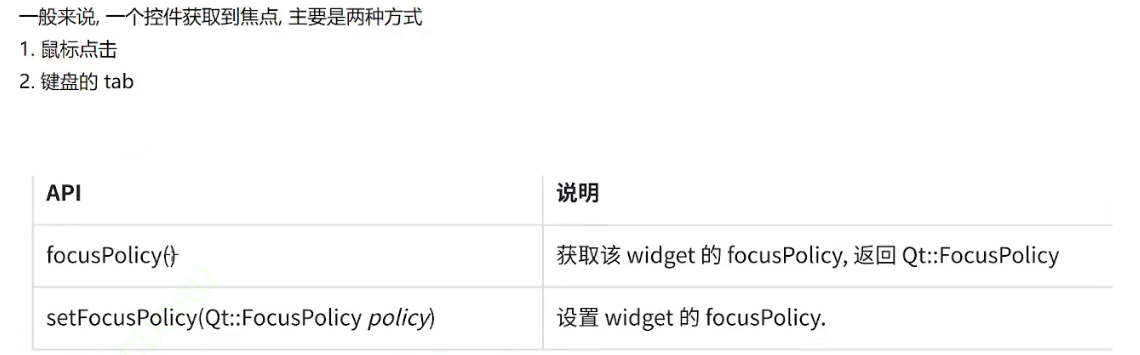 一般来说, 一个控件获取到焦点, 主要是两种方式
1. 鼠标点击
2. 键盘的 tab
API 说明
focusPolicy() 获取该 widget 的 focusPolicy, 返回 Qt::FocusPolicy
setFocusPolicy(Qt::FocusPolicy policy) 设置 widget 的 focusPolicy.